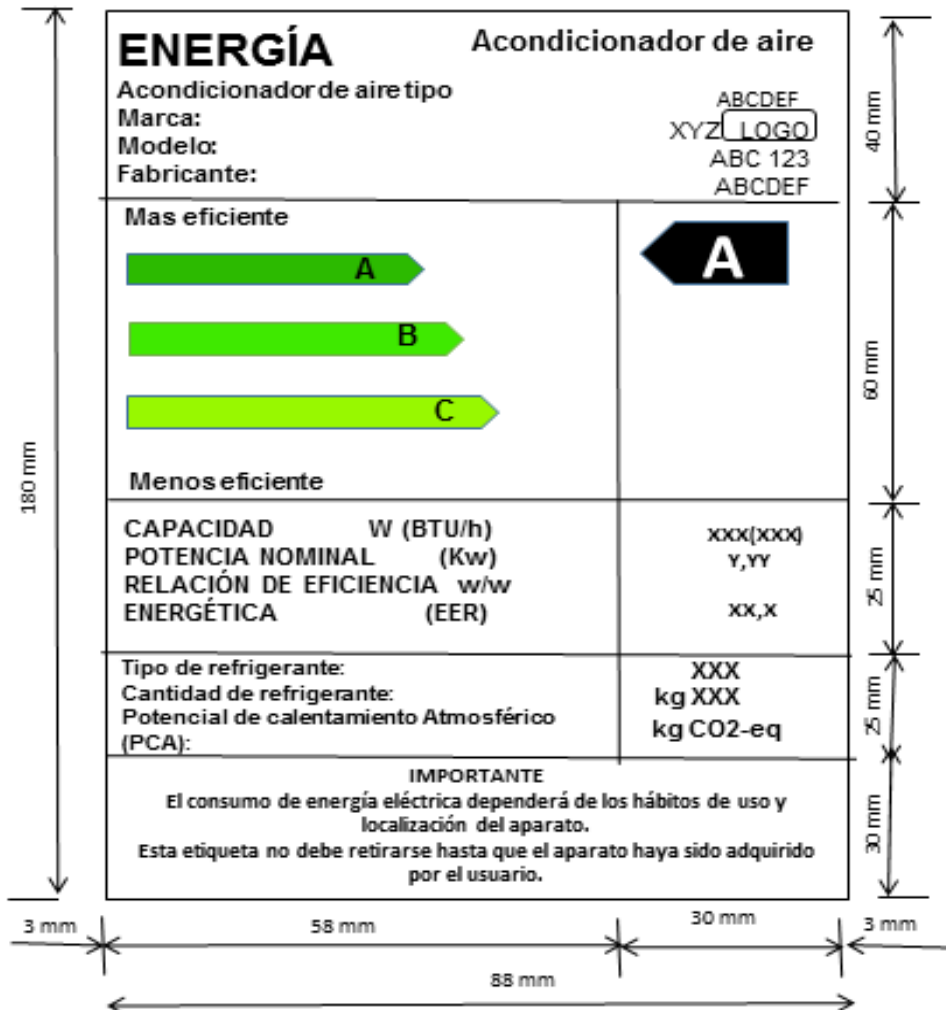 ENERGÍA
Acondicionador de aire
Acondicionador de aire tipo
ABCDEF
Marca:
XYZ LOGO
Modelo:
ABC 123
Fabricante:
ABCDEF
40 mm
Mas eficiente
A
A
B
C
60 mm
180 mm
Menos eficiente
CAPACIDAD W (BTU/h)
XXX(XXX)
POTENCIA NOMINAL (Kw)
Y,YY
RELACIÓN DE EFICIENCIA w/w
ENERGÉTICA (EER)
XX,X
25 mm
Tipo de refrigerante:
XXX
Cantidad de refrigerante:
kg XXX
Potencial de calentamiento Atmosférico
(PCA):
kg CO2-eq
25 mm
IMPORTANTE
El consumo de energía eléctrica dependerá de los hábitos de uso y
localización del aparato.
Esta etiqueta no debe retirarse hasta que el aparato haya sido adquirido
por el usuario.
30 mm
3 mm
58 mm
30 mm
3 mm
88 mm